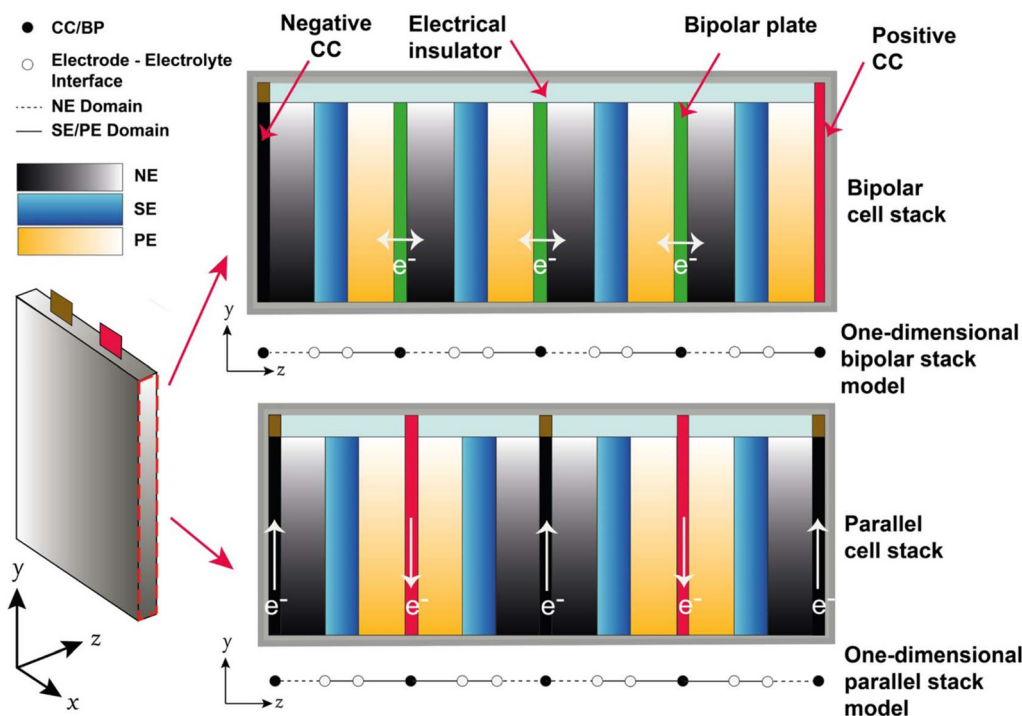 CC/BP
Electrode - Electrolyte
Interface
NE Domain
SE/PE Domain
NE
SE
PE
Negative
CC
Electrical
insulator
Bipolar plate
Positive
CC
Bipolar
cell stack
e-
e-
e-
y
z
One-dimensional
bipolar stack
model
Parallel
cell stack
e-
e-
e-
e-
e-
y
z
One-dimensional
parallel stack
model
y
z
x